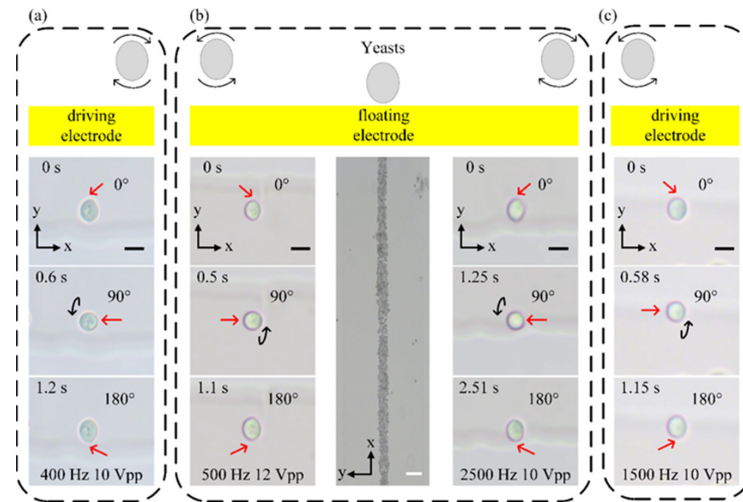 (a)
driving
electrode
0 s
0°
y
x
0.6 s
90°
1.2 s
180°
400 Hz 10 Vpp
(b)
Yeasts
floating
electrode
0 s
0°
y
x
0.5 s
90°
1.1 s
180°
500 Hz 12 Vpp
x
y
0 s
0°
y
x
1.25 s
90°
2.51 s
180°
2500 Hz 10 Vpp
(c)
driving
electrode
0 s
0°
y
x
0.58 s
90°
1.15 s
180°
1500 Hz 10 Vpp